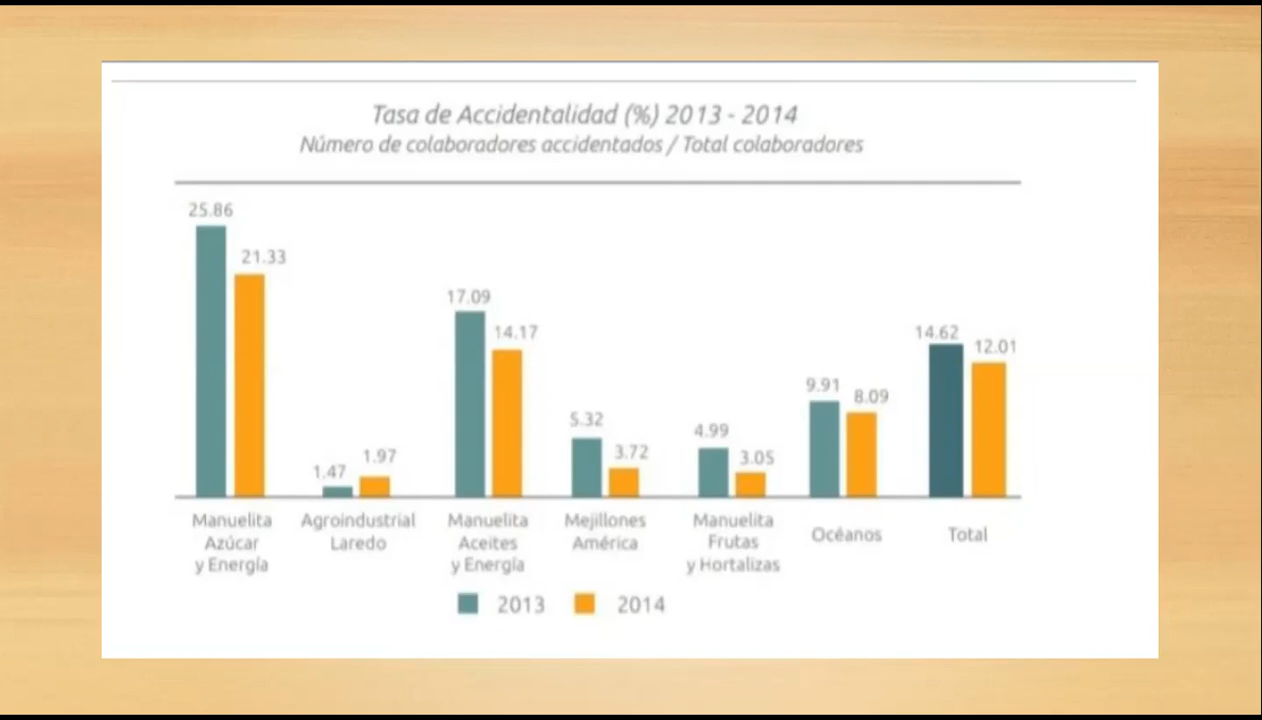 Tasa de Accidentalidad (%) 2013 - 2014
Número de colaboradores accidentados / Total colaboradores
25.86
21.33
1.47
1.97
17.09
14.17
5.32
3.72
4.99
3.05
9.91
8.09
14.62
12.01
Manuelita
Azúcar
y Energía
Agroindustrial
Laredo
Manuelita
Aceites
y Energía
Mejillones
América
Manuelita
Frutas
y Hortalizas
Océanos
Total
2013
2014